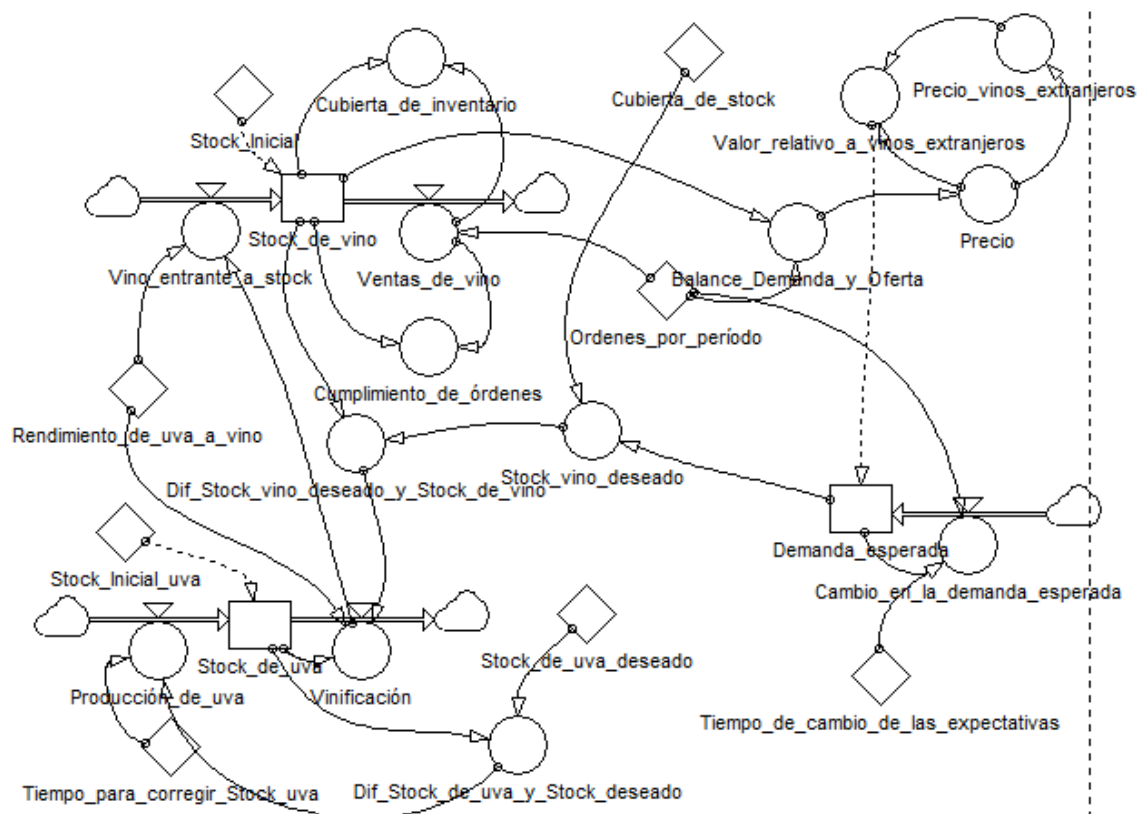 Cubierta_de_inventario
Cubierta_de_stock
Precio_vinos_extranjeros
Stock_Inicial
Valor_relativo_a_vinos_extranjeros
Stock_de_vino
Precio
Vino_entrante_a_stock
Ventas_de_vino
Balance_Demanda_y_Oferta
Ordenes_por_período
Cumplimiento_de_órdenes
Rendimiento_de_uva_a_vino
Stock_vino_deseado
Dif_Stock_vino_deseado_y_Stock_de_vino
Demanda_esperada
Stock_Inicial_uva
Cambio_en_la_demanda_esperada
Stock_de_uva
Stock_de_uva_deseado
Producción_de_uva
Vinificación
Tiempo_de_cambio_de_las_expectativas
Tiempo_para_corregir_Stock_uva
Dif_Stock_de_uva_y_Stock_deseado